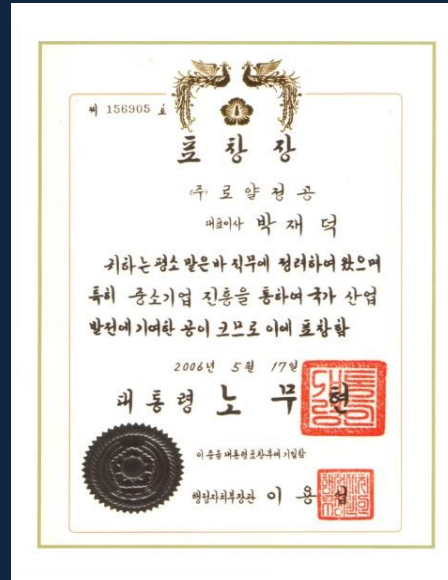 제 156905 호
표창장
(주)로얄정공
대표이사 박재덕
귀하는 평소 맡은 바 직무에 정려하여 왔으며
특히 중소기업 진흥을 통하여 국가 산업
발전에 기여한 공이 크므로 이에 표창함
2006년 5월 17일
대통령 노무현
이 증을 대통령표창부에 기입함
행정자치부장관 이용섭